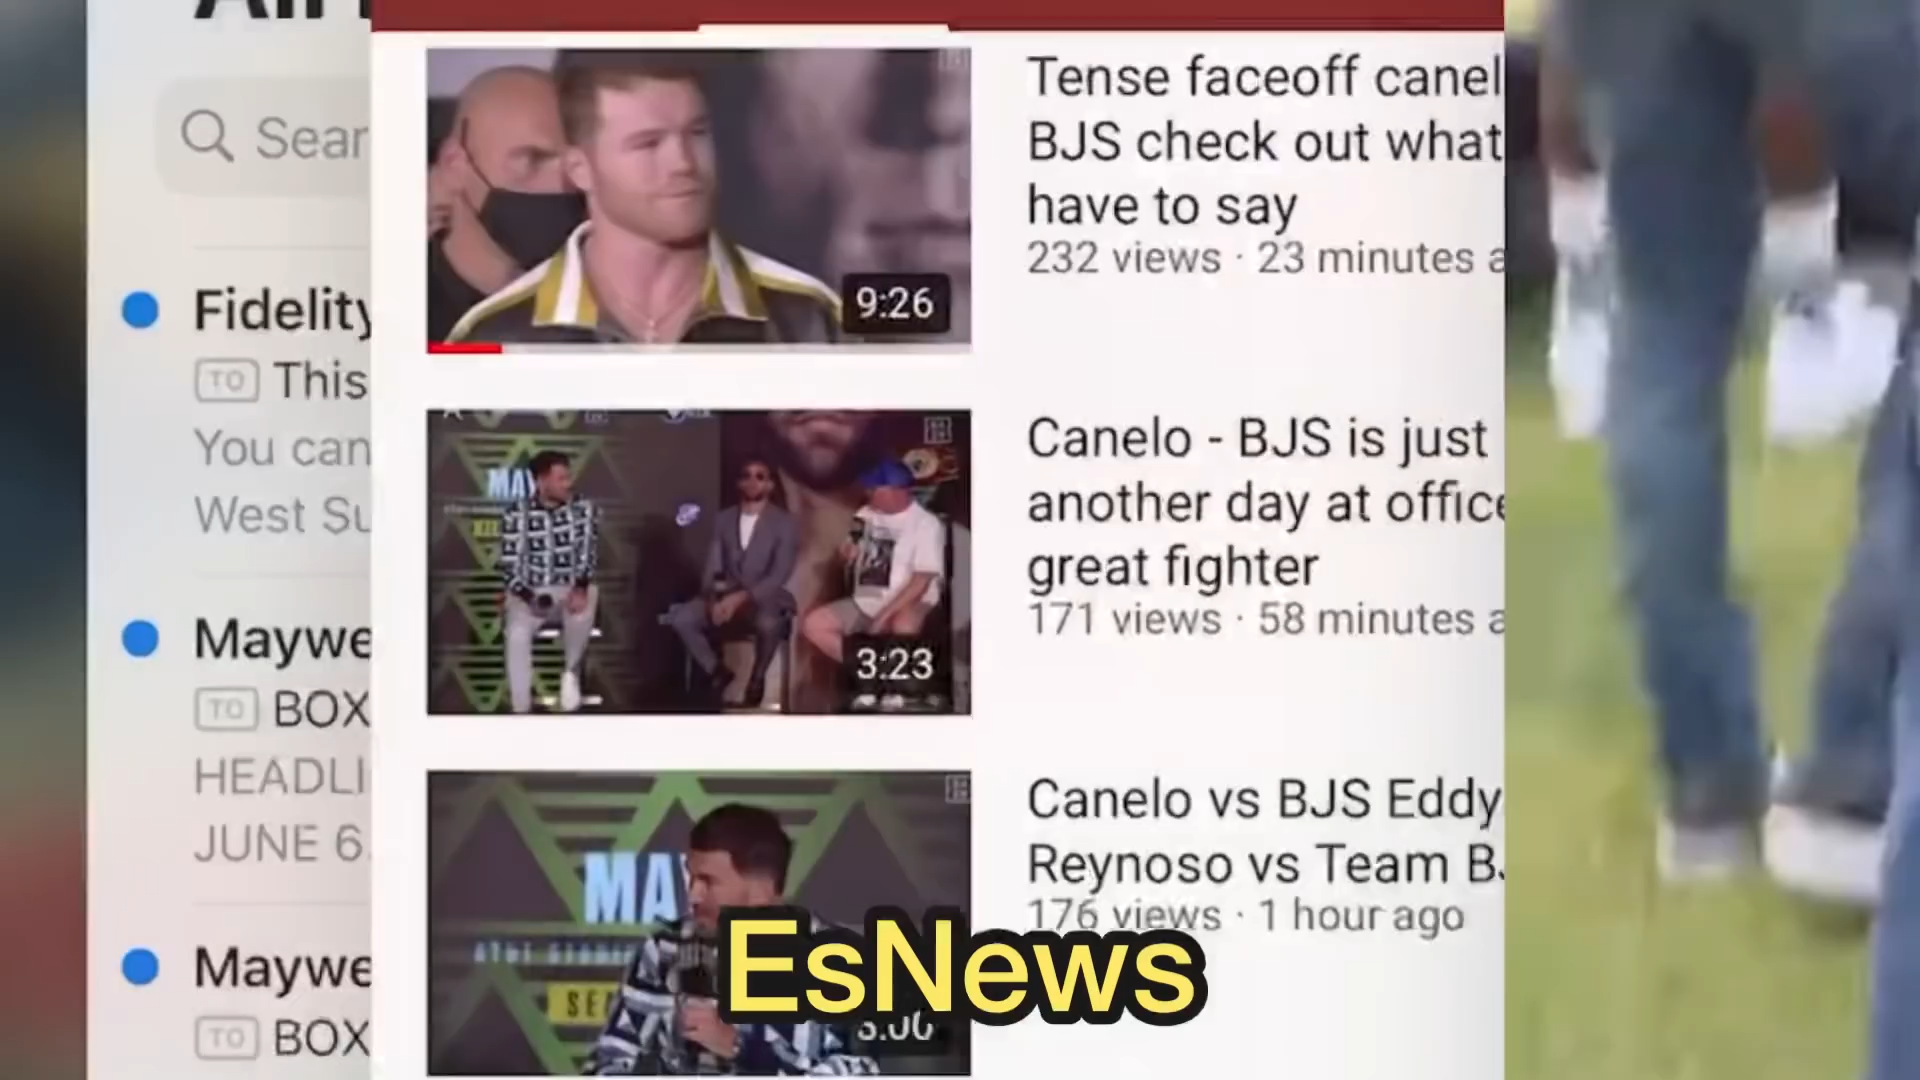 Sear
Fidelity
TO This
You can
West Su
Maywe
TO BOX
HEADLI
JUNE 6
Maywe
TO BOX
9:26
Tense faceoff canel
BJS check out what
have to say
232 views · 23 minutes a
MAY
3:23
Canelo - BJS is just
another day at office
great fighter
171 views · 58 minutes a
MA
Canelo vs BJS Eddy
Reynoso vs Team B
176 views · 1 hour ago
EsNews